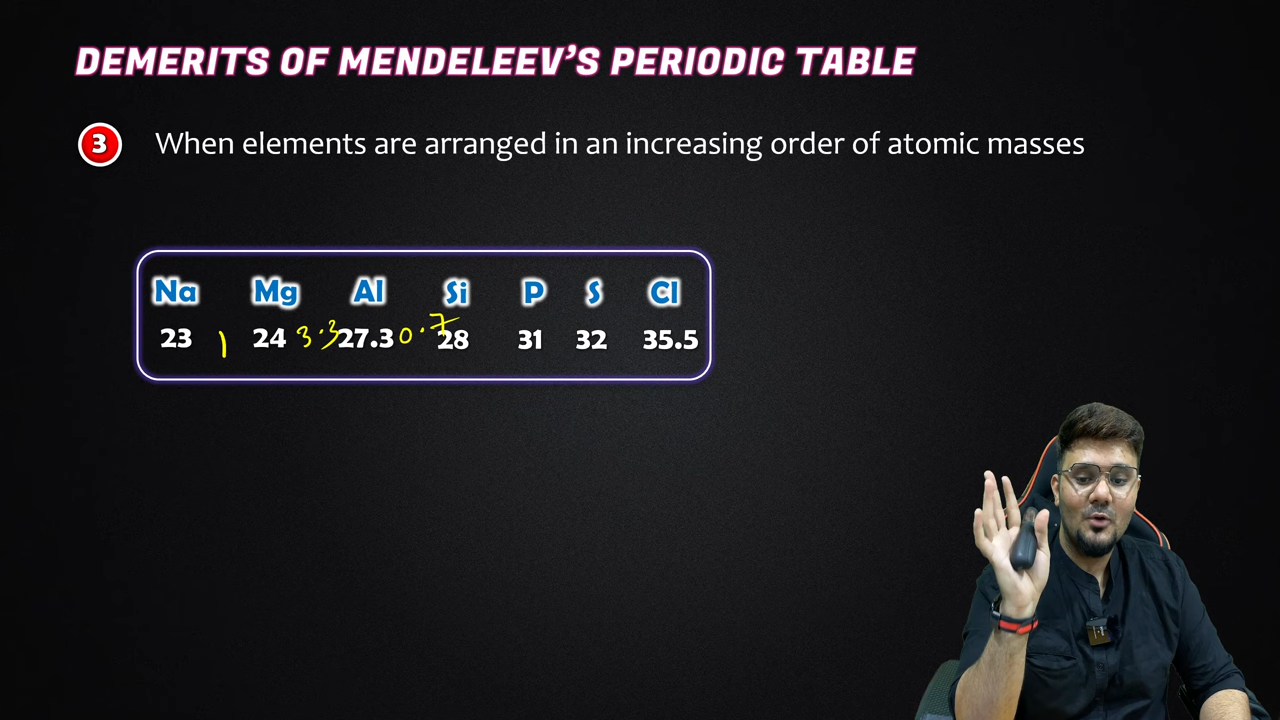 DEMERITS OF MENDELEEV’S PERIODIC TABLE
3 When elements are arranged in an increasing order of atomic masses
Na Mg Al Si P S Cl
23 1 24 3.3 27.3 0.7 28 31 32 35.5